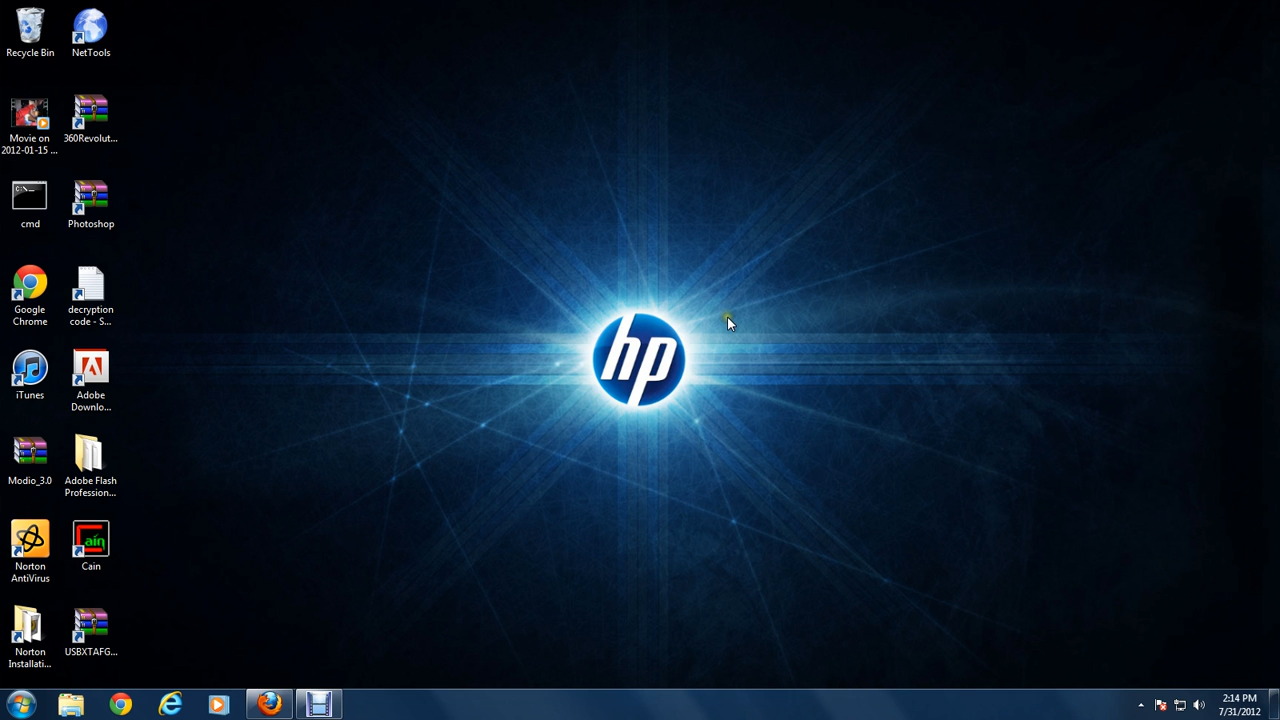 Recycle Bin
NetTools
Movie on
2012-01-15 ...
360Revolut...
C:\_
cmd
Photoshop
Google
Chrome
decryption
code - S...
iTunes
Adobe
Downlo...
Modio_3.0
Adobe Flash
Profession...
Norton
AntiVirus
Cain
Cain
Norton
Installati...
USBXTAFG...
hp
2:14 PM
7/31/2012